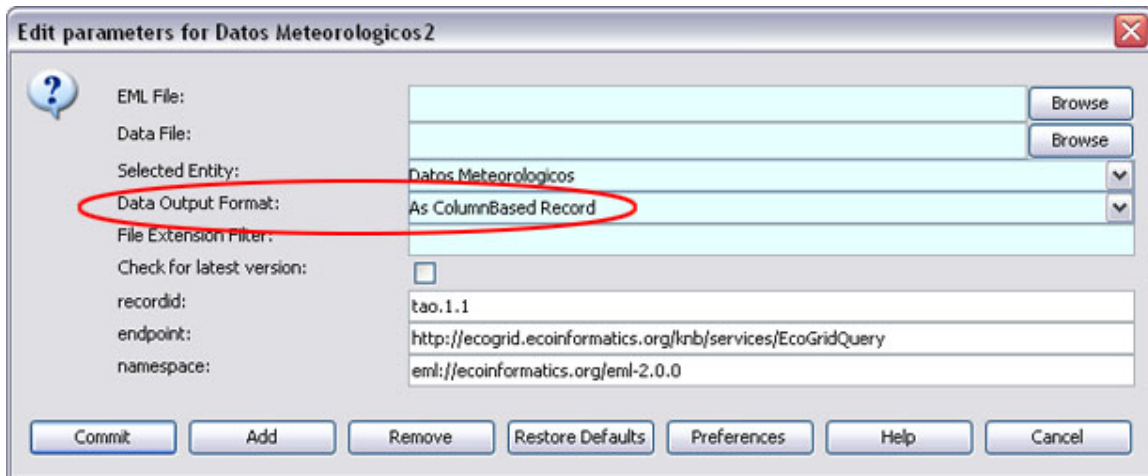 Edit parameters for Datos Meteorologicos2
EML File:
Browse
Data File:
Browse
Selected Entity: Datos Meteorologicos
Data Output Format: As ColumnBased Record
File Extension Filter:
Check for latest version:
recordid: tao.1.1
endpoint: http://ecogrid.ecoinformatics.org/knb/services/EcoGridQuery
namespace: eml://ecoinformatics.org/eml-2.0.0
Commit Add Remove Restore Defaults Preferences Help Cancel